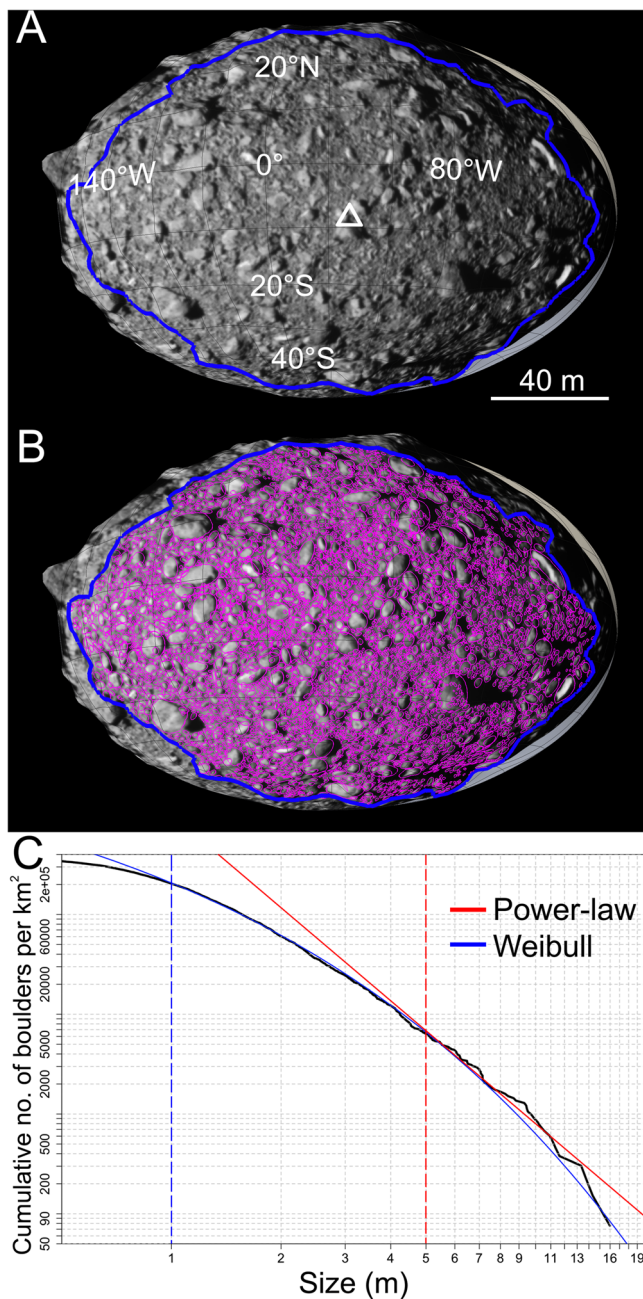 A
20°N
140°W
0°
80°W
20°S
40°S
40 m
B
C
Cumulative no. of boulders per km²
2e+05
60000
20000
5000
2000
500
200
90
50
Power-law
Weibull
1 2 3 4 5 6 7 8 9 11 13 16 19
Size (m)